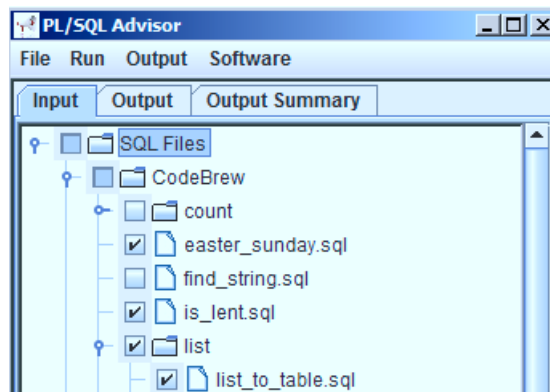 PL/SQL Advisor
File Run Output Software
Input Output Output Summary
SQL Files
CodeBrew
count
easter_sunday.sql
find_string.sql
is_lent.sql
list
list_to_table.sql